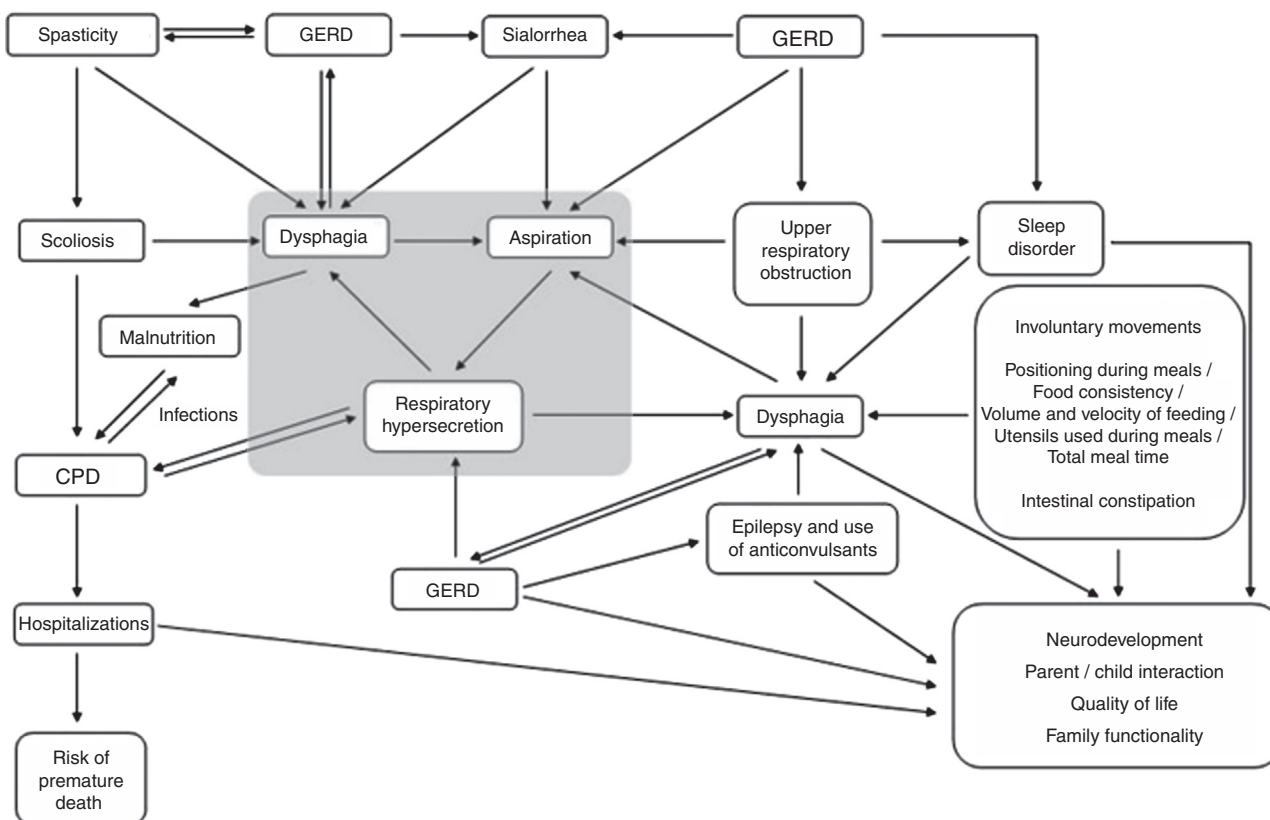 Spasticity
GERD
Sialorrhea
GERD
Scoliosis
Dysphagia
Aspiration
Upper
respiratory
obstruction
Sleep
disorder
Malnutrition
Infections
Respiratory
hypersecretion
Dysphagia
Involuntary movements
Positioning during meals /
Food consistency /
Volume and velocity of feeding /
Utensils used during meals /
Total meal time
Intestinal constipation
CPD
Epilepsy and use
of anticonvulsants
GERD
Hospitalizations
Neurodevelopment
Parent / child interaction
Quality of life
Family functionality
Risk of
premature
death